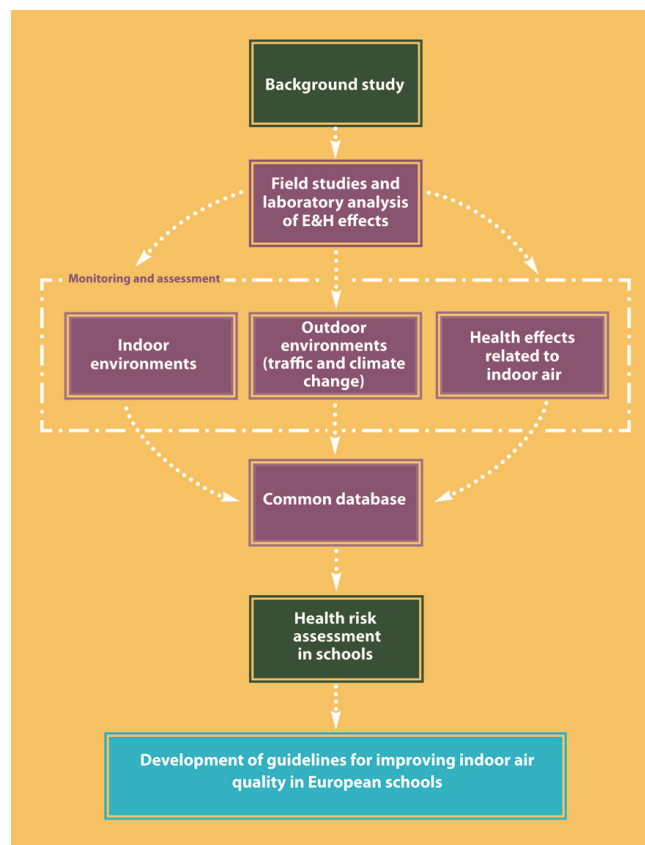 Background study
Field studies and
laboratory analysis
of E&H effects
Monitoring and assessment
Indoor
environments
Outdoor
environments
(traffic and climate
change)
Health effects
related to
indoor air
Common database
Health risk
assessment
in schools
Development of guidelines for improving indoor air
quality in European schools